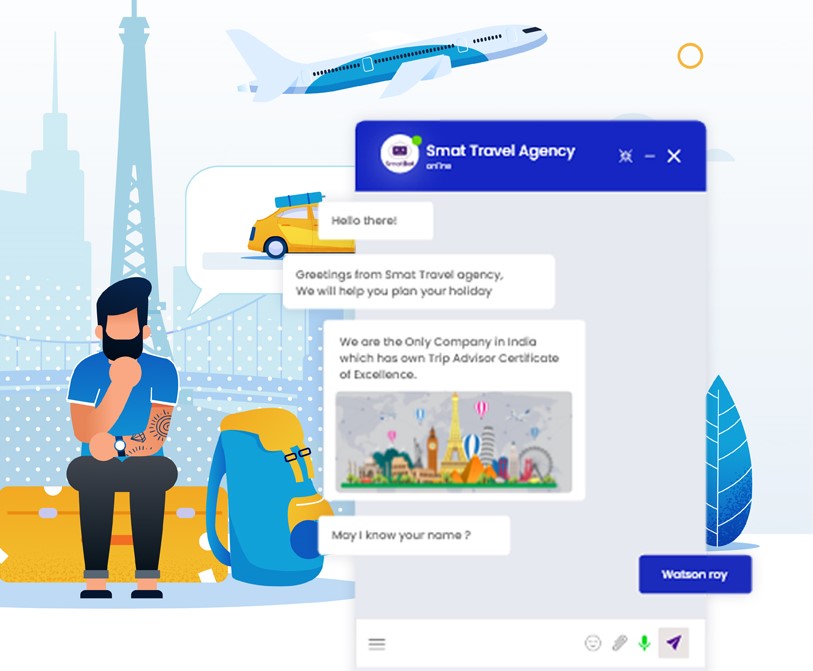 SmatBot
Smat Travel Agency
online
Hello there!
Greetings from Smat Travel agency,
We will help you plan your holiday
We are the Only Company in India
which has own Trip Advisor Certificate
of Excellence.
May I know your name ?
Watson roy